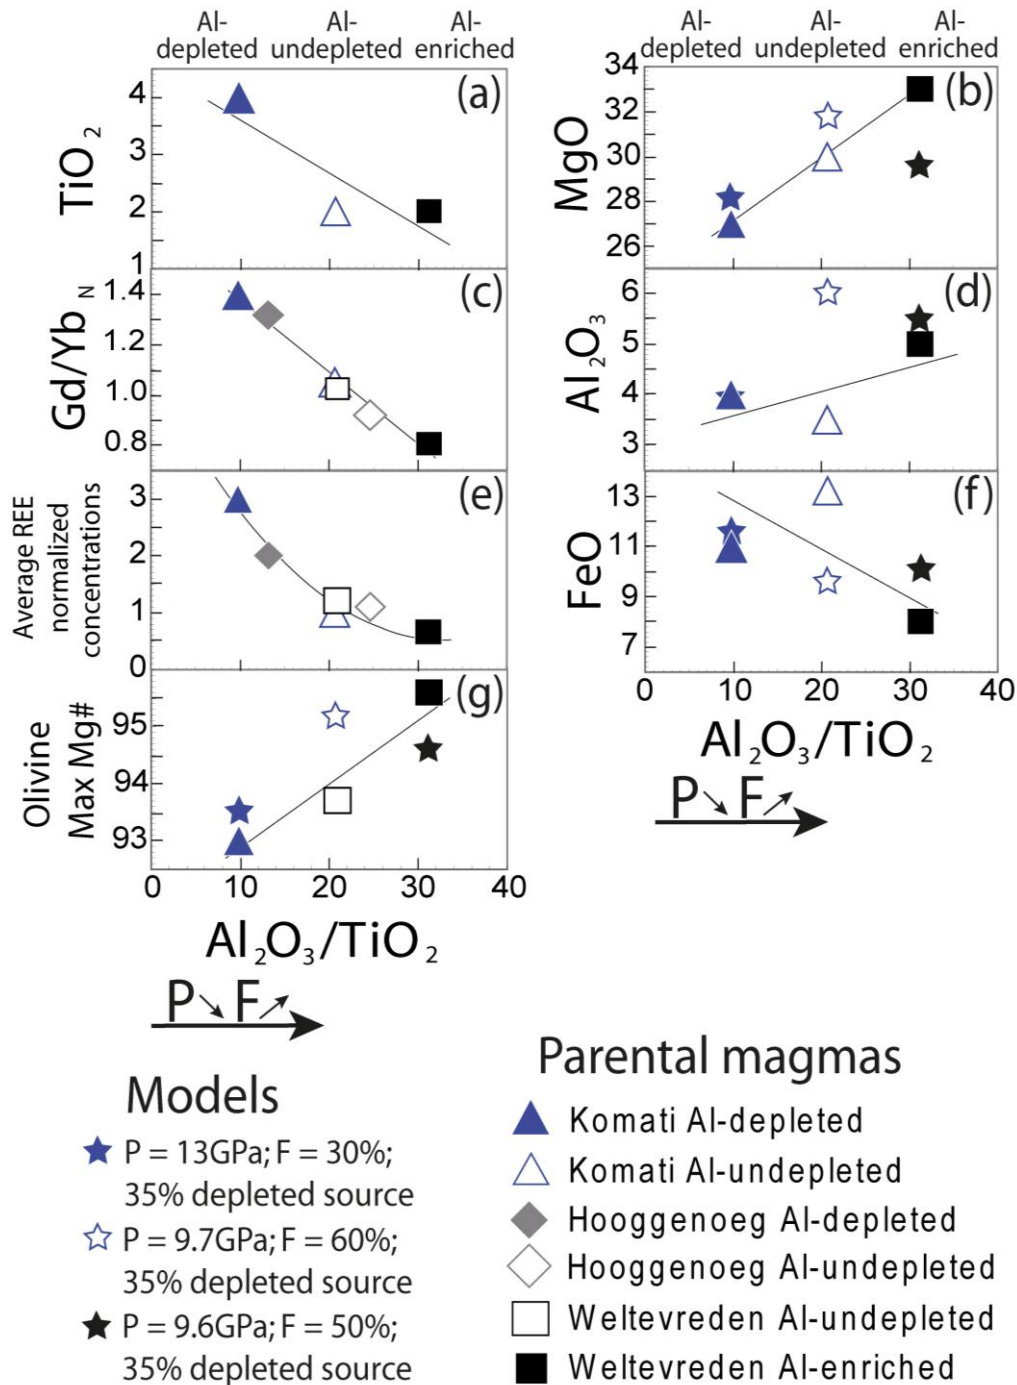 Al-
depleted
Al-
undepleted
Al-
enriched
Al-
depleted
Al-
undepleted
Al-
enriched
(a)
TiO2
4
3
2
1
(b)
MgO
34
32
30
28
26
(c)
Gd/Yb N
1.4
1.2
1.0
0.8
(d)
Al2O3
6
5
4
3
(e)
Average REE
normalized
concentrations
3
2
1
0
(f)
FeO
13
11
9
7
0 10 20 30 40
Al2O3/TiO2
P F
(g)
Olivine
Max Mg#
95
94
93
0 10 20 30 40
Al2O3/TiO2
P F
Models
P = 13GPa; F = 30%;
35% depleted source
P = 9.7GPa; F = 60%;
35% depleted source
P = 9.6GPa; F = 50%;
35% depleted source
Parental magmas
Komati Al-depleted
Komati Al-undepleted
Hooggenoeg Al-depleted
Hooggenoeg Al-undepleted
Weltevreden Al-undepleted
Weltevreden Al-enriched